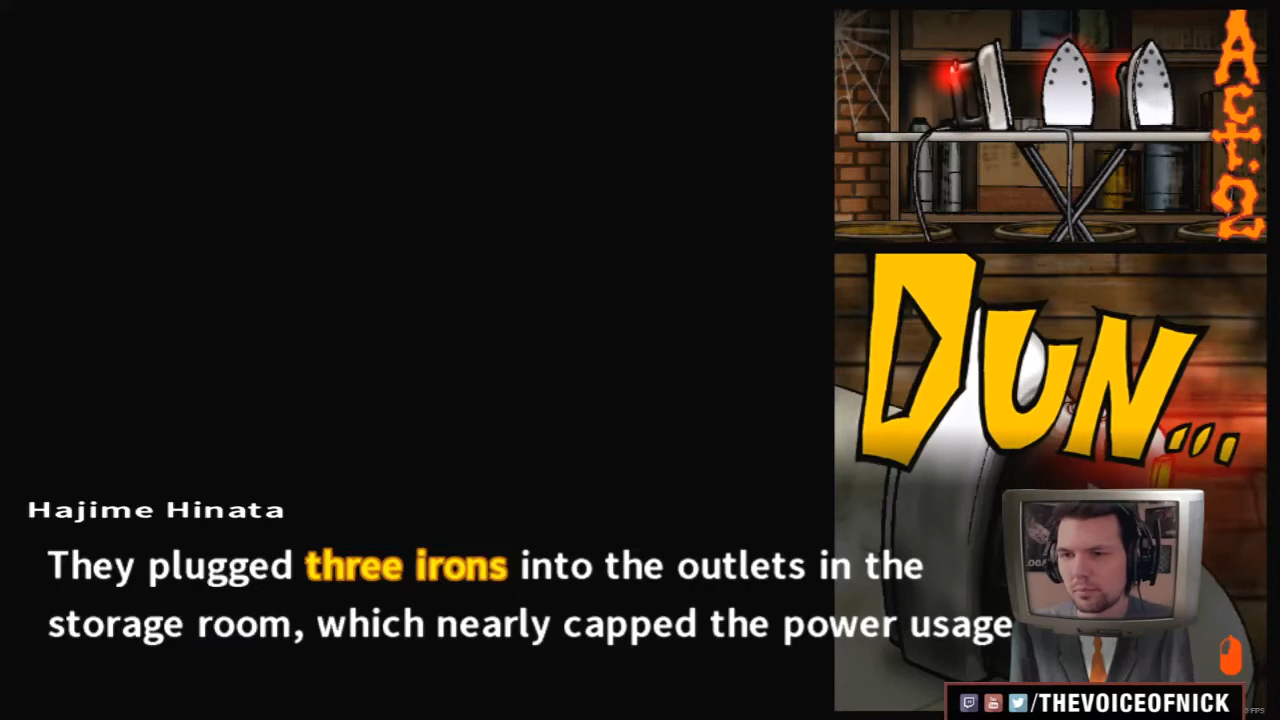 Act.2
DUN...
Hajime Hinata
They plugged three irons into the outlets in the
storage room, which nearly capped the power usage
/THEVOICEOFNICK
FPS